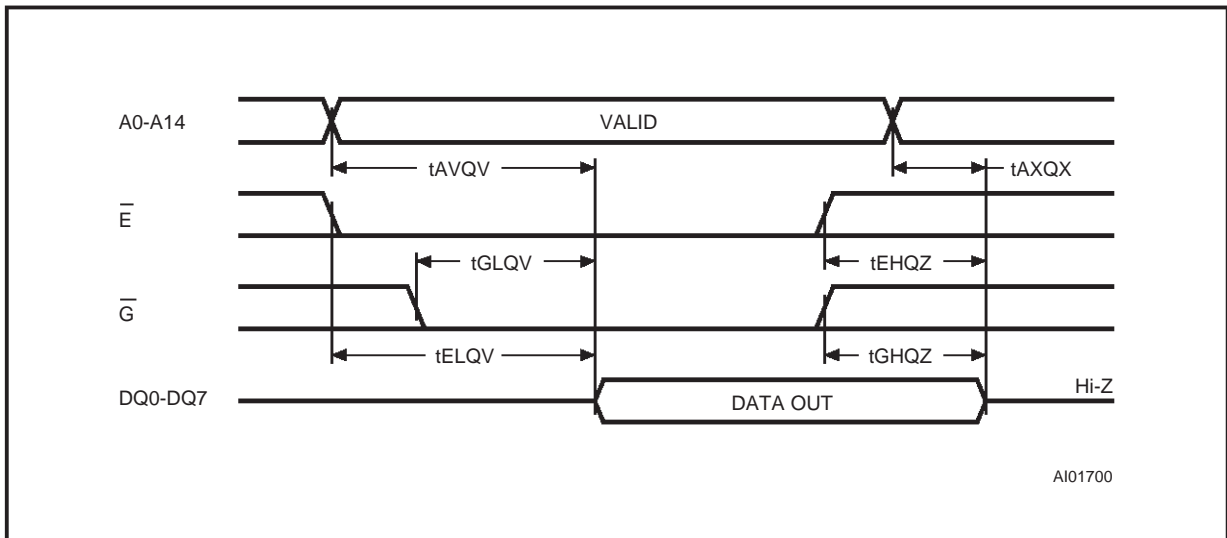 A0-A14
VALID
tAVQV
tAXQX
E
tGLQV
tEHQZ
G
tELQV
tGHQZ
DQ0-DQ7
DATA OUT
Hi-Z
AI01700